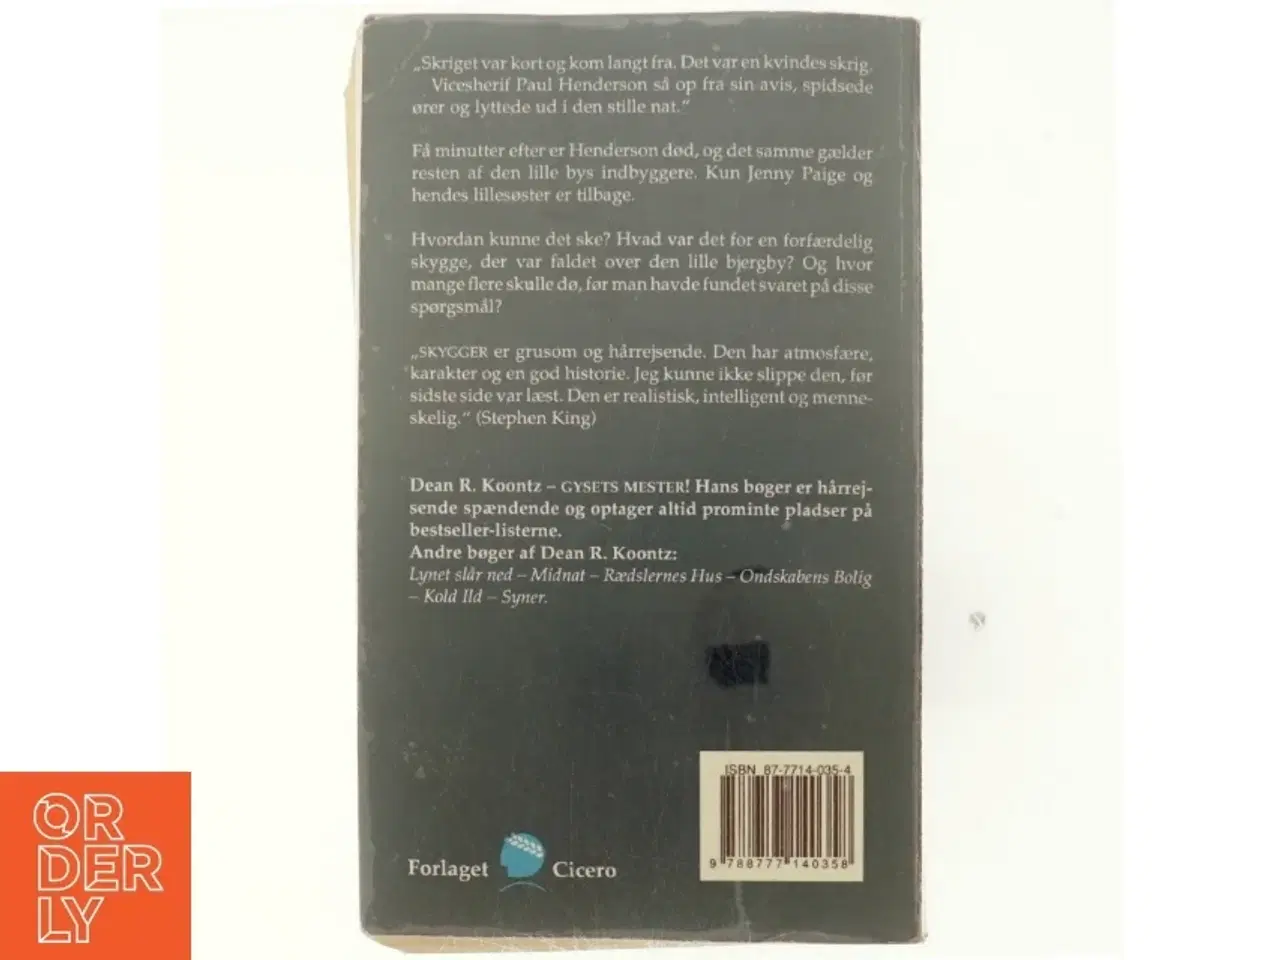 „Skriget var kort og kom langt fra. Det var en kvindes skrig.
Vicesherif Paul Henderson så op fra sin avis, spidsede
ører og lyttede ud i den stille nat.“
Få minutter efter er Henderson død, og det samme gælder
resten af den lille bys indbyggere. Kun Jenny Paige og
hendes lillesøster er tilbage.
Hvordan kunne det ske? Hvad var det for en forfærdelig
skygge, der var faldet over den lille bjergby? Og hvor
mange flere skulle dø, før man havde fundet svaret på disse
spørgsmål?
„SKYGGER er grusom og hårrejsende. Den har atmosfære,
karakter og en god historie. Jeg kunne ikke slippe den, før
sidste side var læst. Den er realistisk, intelligent og menne-
skelig.“ (Stephen King)
Dean R. Koontz – GYSETS MESTER! Hans bøger er hårrej-
sende spændende og optager altid prominte pladser på
bestseller-listerne.
Andre bøger af Dean R. Koontz:
Lynet slår ned – Midnat – Rædslernes Hus – Ondskabens Bolig
– Kold Ild – Syner.
ISBN 87-7714-035-4
9 788777 140358
Forlaget Cicero
OR
DER
LY